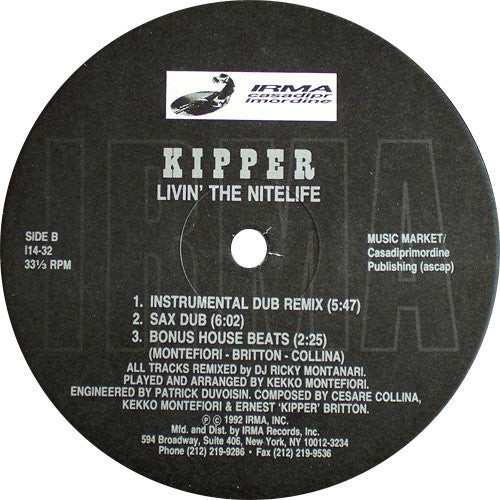 IRMA
casadipr
imordine
KIPPER
LIVIN' THE NITELIFE
SIDE B
I14-32
33⅓ RPM
MUSIC MARKET/
Casadiprimordine
Publishing (ascap)
IRMA
1. INSTRUMENTAL DUB REMIX (5:47)
2. SAX DUB (6:02)
3. BONUS HOUSE BEATS (2:25)
(MONTEFIORI - BRITTON - COLLINA)
ALL TRACKS REMIXED by DJ RICKY MONTANARI.
PLAYED AND ARRANGED BY KEKKO MONTEFIORI.
ENGINEERED BY PATRICK DUVOISIN. COMPOSED BY CESARE COLLINA,
KEKKO MONTEFIORI & ERNEST 'KIPPER' BRITTON.
℗ © 1992 IRMA, INC.
Mfd. and Dist. by IRMA Records, Inc.
594 Broadway, Suite 406, New-York, NY 10012-3234
Phone (212) 219-9286 • Fax (212) 219-9536